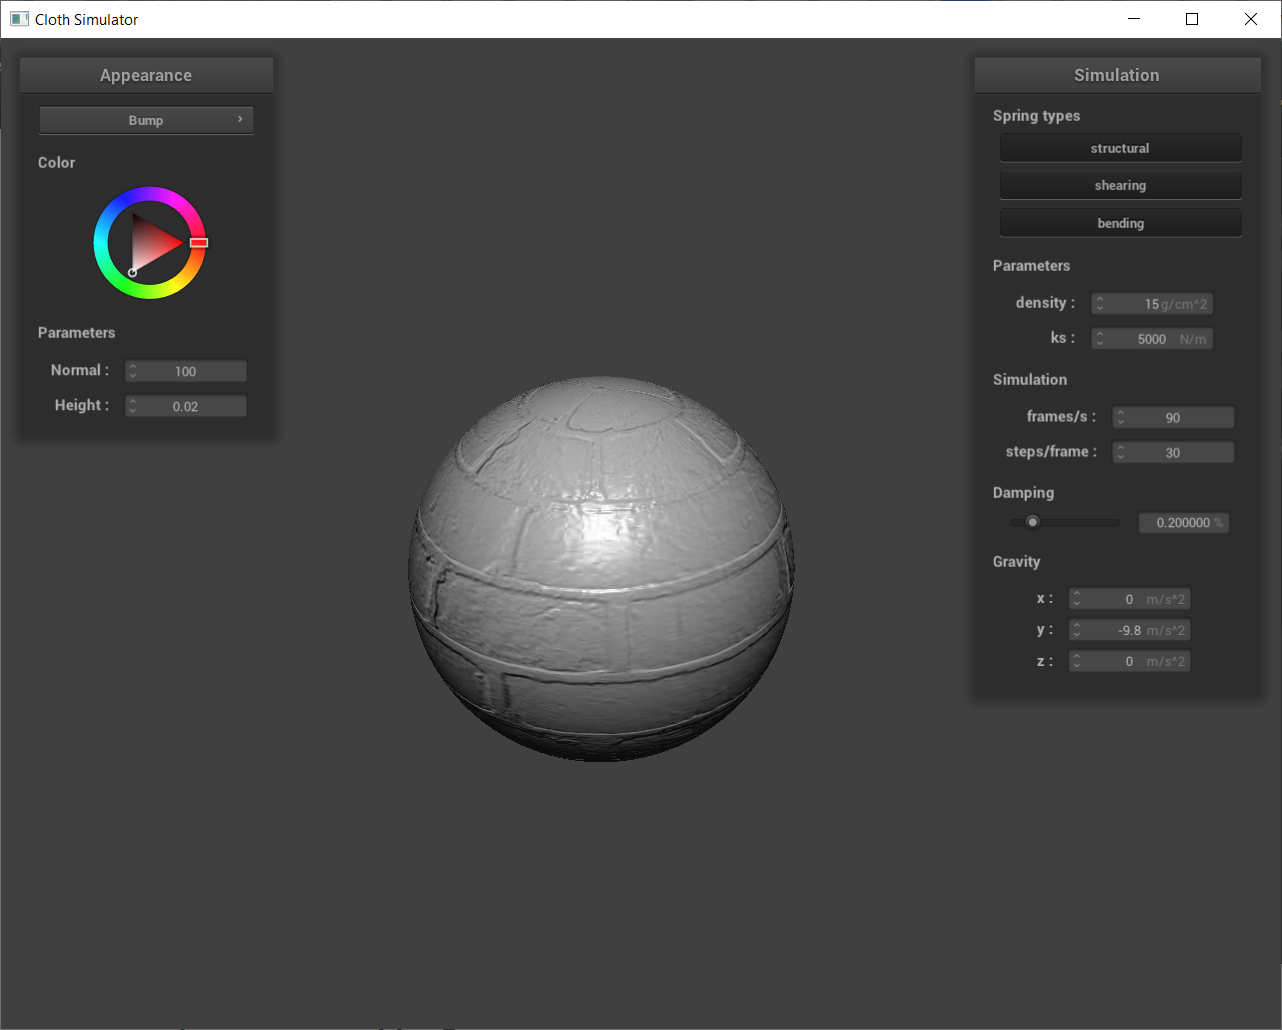 Cloth Simulator
Appearance
Bump
Color
Parameters
Normal : 100
Height : 0.02
Simulation
Spring types
structural
shearing
bending
Parameters
density : 15 g/cm^2
ks : 5000 N/m
Simulation
frames/s : 90
steps/frame : 30
Damping
0.200000 %
Gravity
x : 0 m/s^2
y : -9.8 m/s^2
z : 0 m/s^2